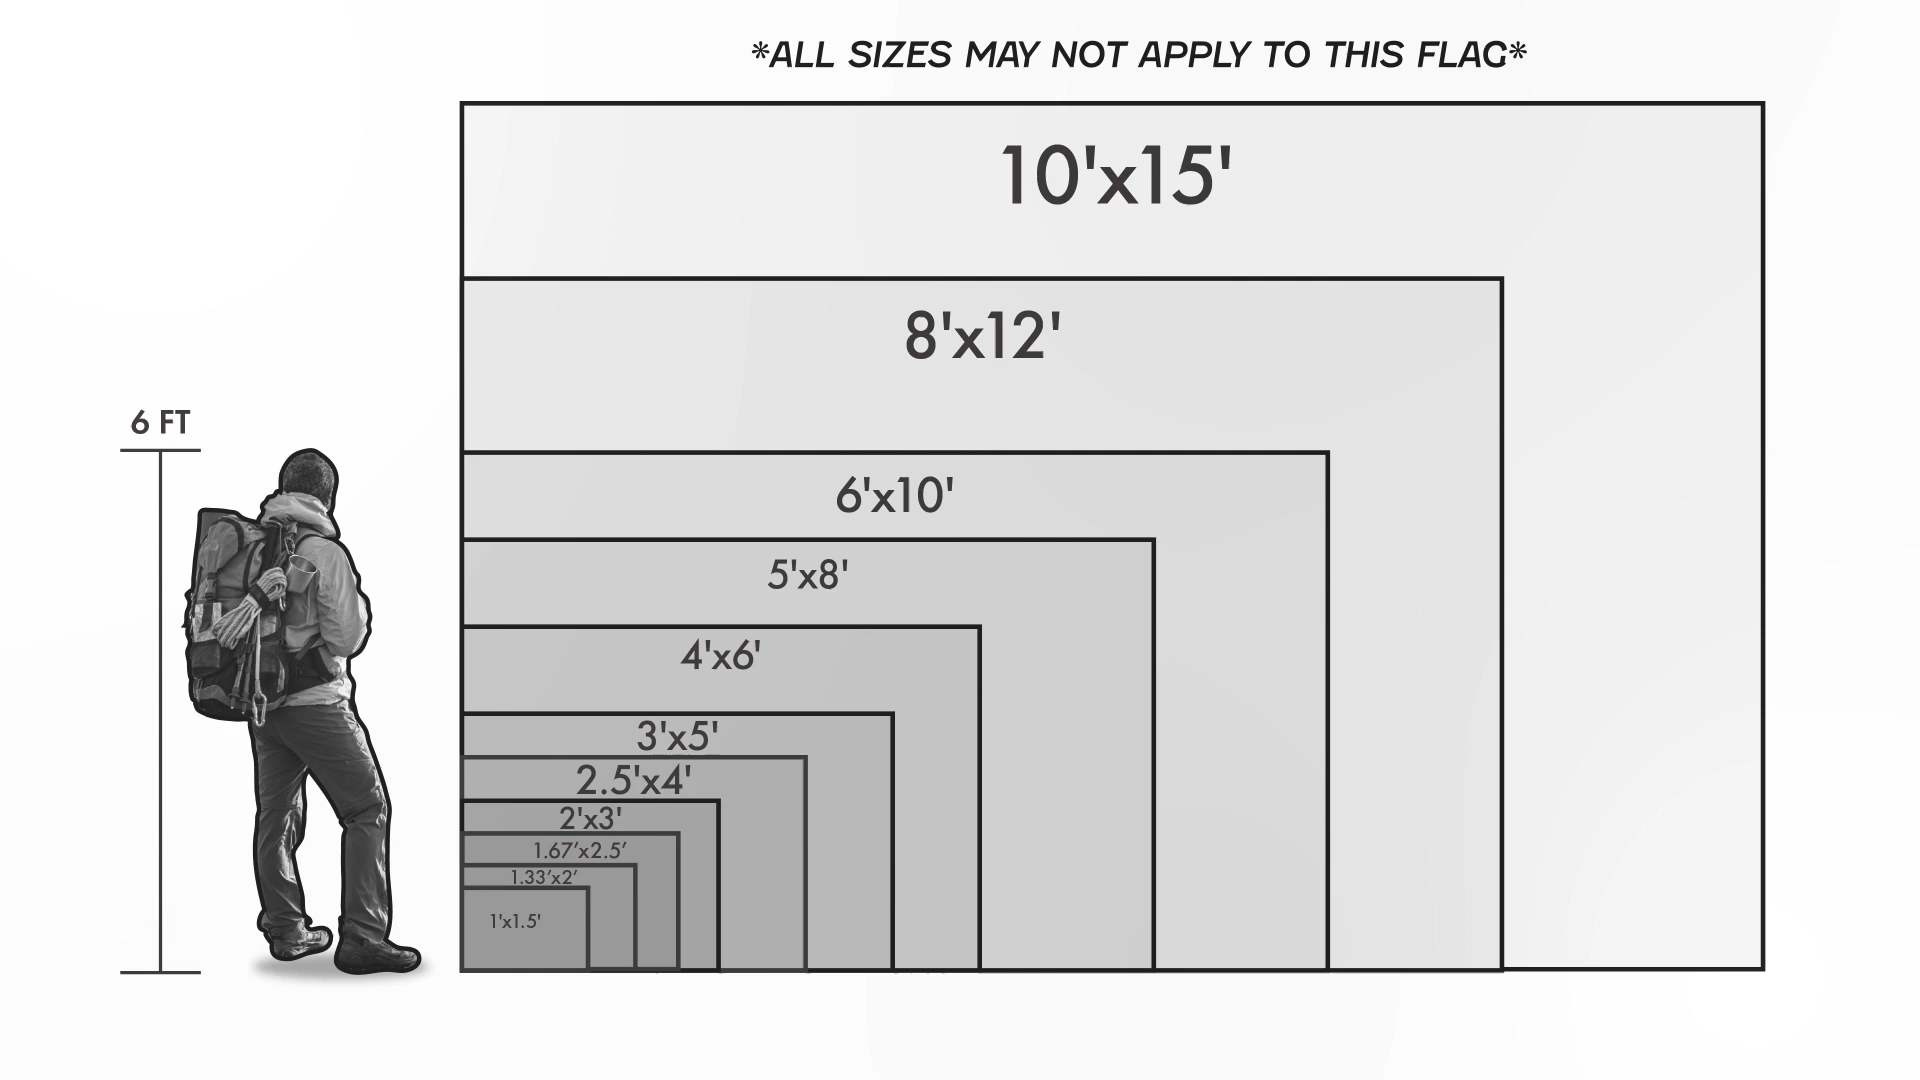 *ALL SIZES MAY NOT APPLY TO THIS FLAG*
10'x15'
8'x12'
6 FT
6'x10'
5'x8'
4'x6'
3'x5'
2.5'x4'
2'x3'
1.67'x2.5'
1.33'x2'
1'x1.5'